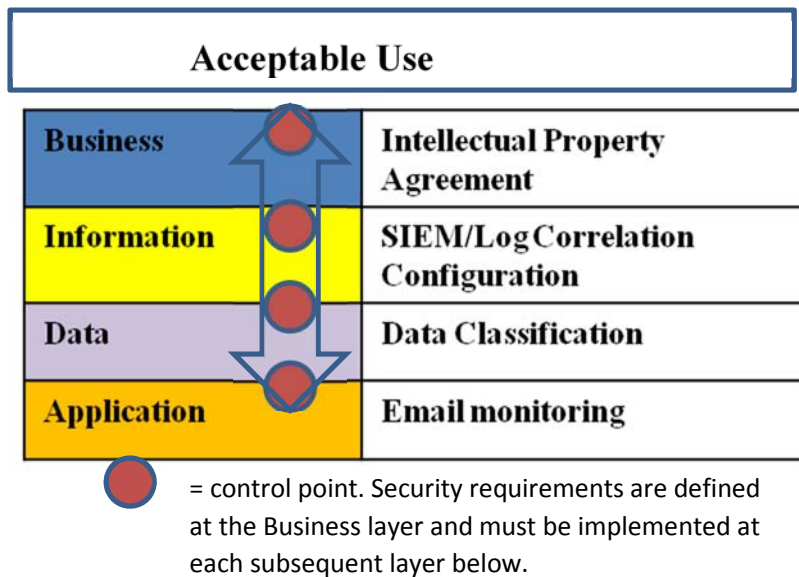 Acceptable Use
Business
Intellectual Property
Agreement
Information
SIEM/Log Correlation
Configuration
Data
Data Classification
Application
Email monitoring
= control point. Security requirements are defined
at the Business layer and must be implemented at
each subsequent layer below.